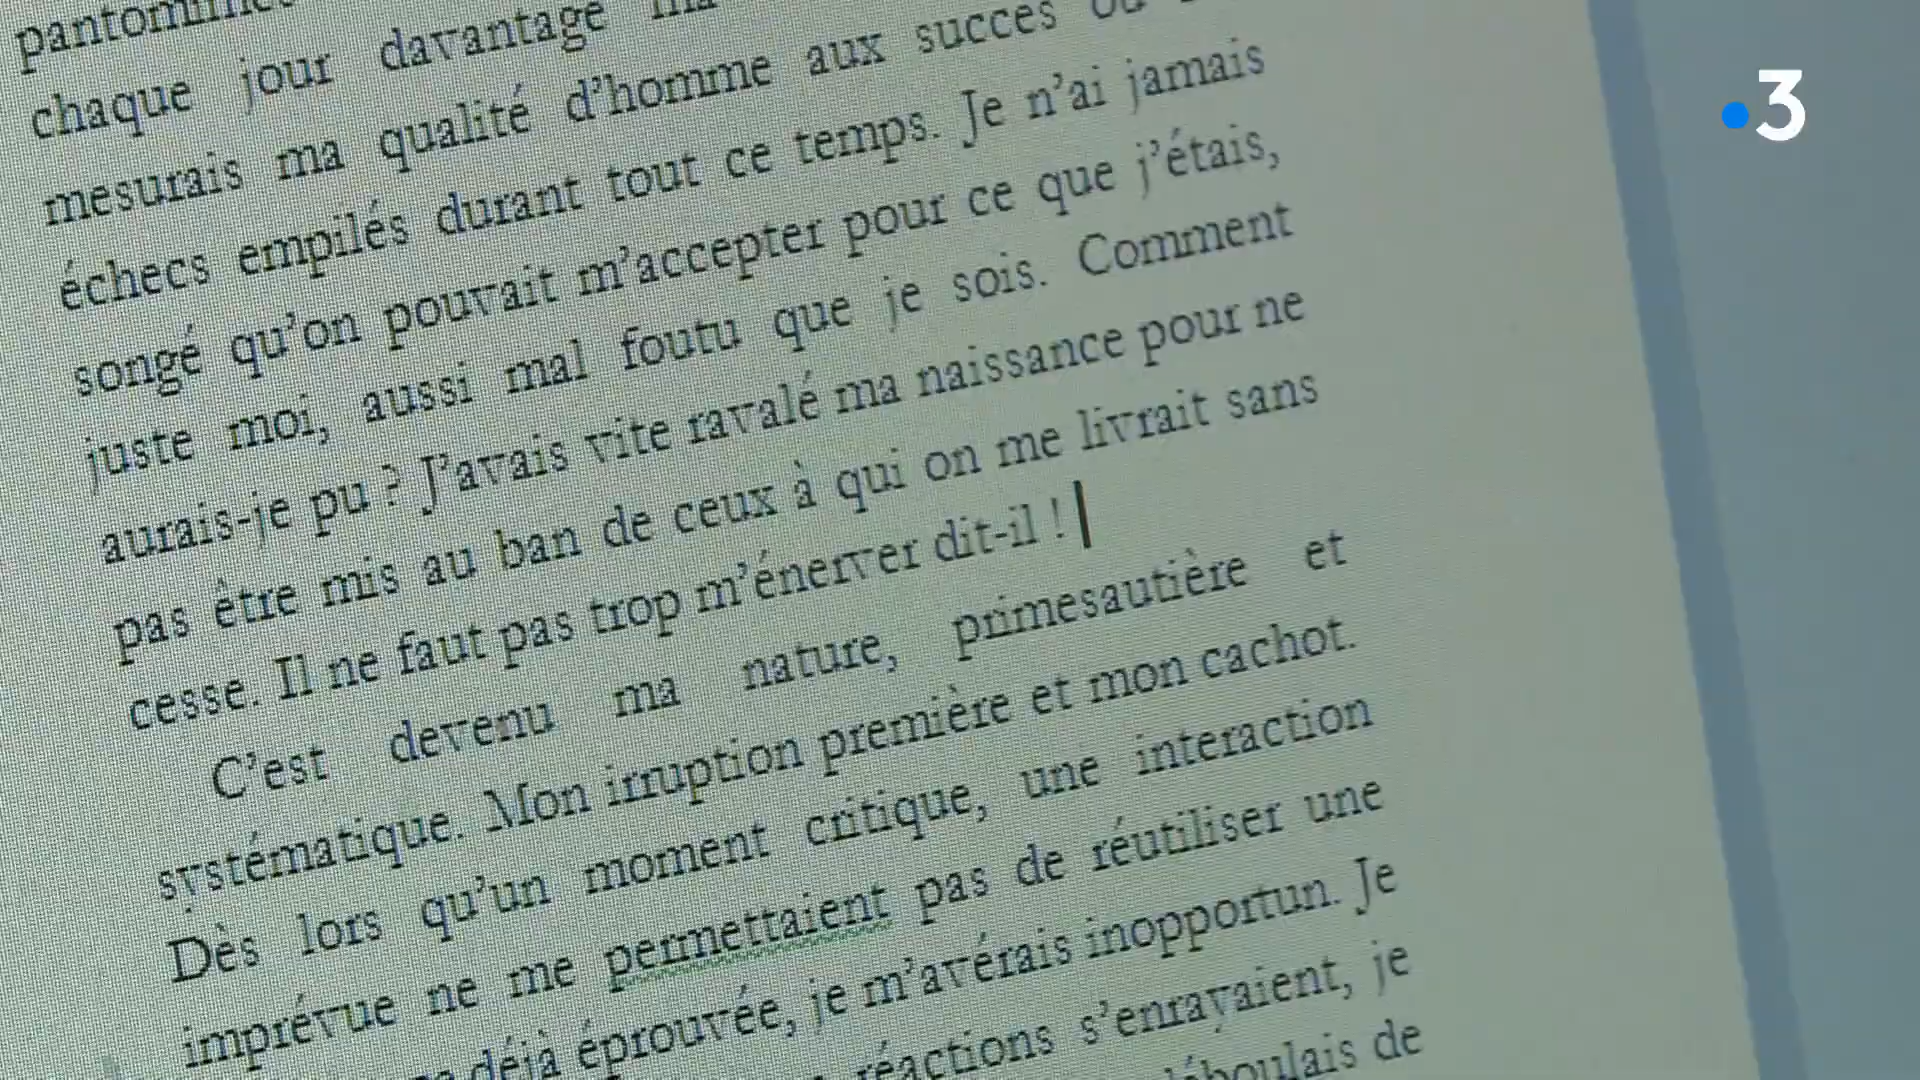 chaque jour davantage
mesurais ma qualité d'homme aux succès ou
échecs empilés durant tout ce temps. Je n'ai jamais
songé qu'on pouvait m'accepter pour ce que j'étais,
juste moi, aussi mal foutu que je sois. Comment
aurais-je pu ? J'avais vite ravalé ma naissance pour ne
pas être mis au ban de ceux à qui on me livrait sans
cesse. Il ne faut pas trop m'énerver dit-il !
C'est devenu ma nature, primesautière et
systématique. Mon irruption première et mon cachot.
Dès lors qu'un moment critique, une interaction
imprévue ne me permettaient pas de réutiliser une
déjà éprouvée, je m'avérais inopportun. Je
réactions s'enrayaient, je
déboulais de
3